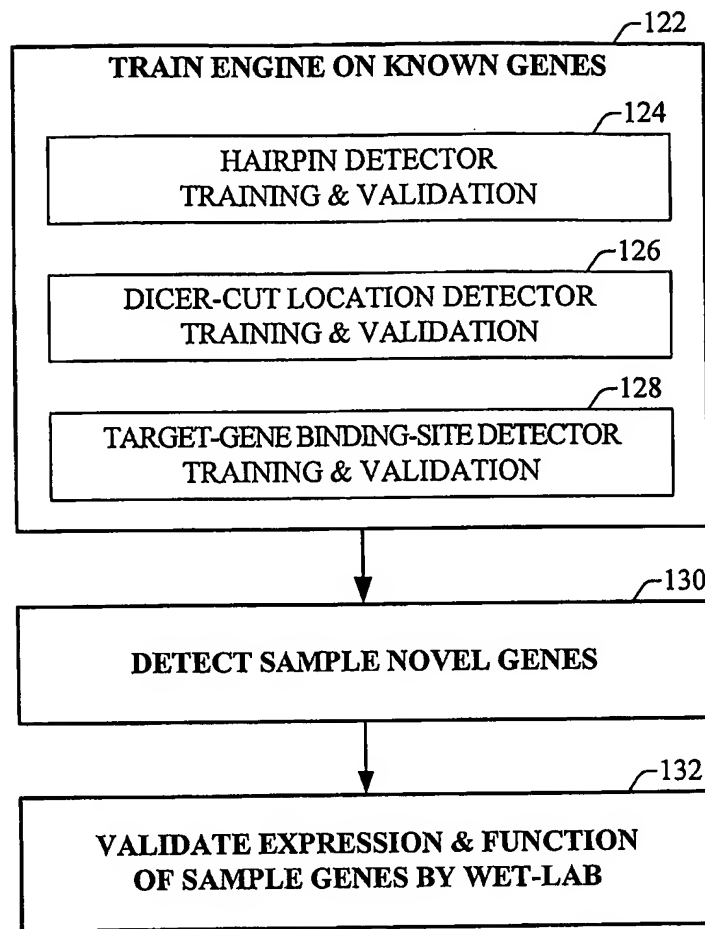 122
TRAIN ENGINE ON KNOWN GENES
124
HAIRPIN DETECTOR
TRAINING & VALIDATION
126
DICER-CUT LOCATION DETECTOR
TRAINING & VALIDATION
128
TARGET-GENE BINDING-SITE DETECTOR
TRAINING & VALIDATION
130
DETECT SAMPLE NOVEL GENES
132
VALIDATE EXPRESSION & FUNCTION
OF SAMPLE GENES BY WET-LAB